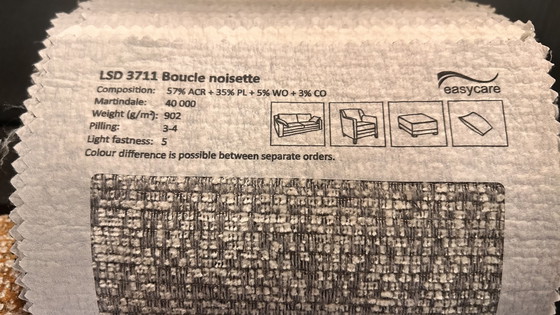 LSD 3711 Boucle noisette
easycare
Composition: 57% ACR + 35% PL + 5% WO + 3% CO
Martindale: 40 000
Weight (g/m²): 902
Pilling: 3-4
Light fastness: 5
Colour difference is possible between separate orders.